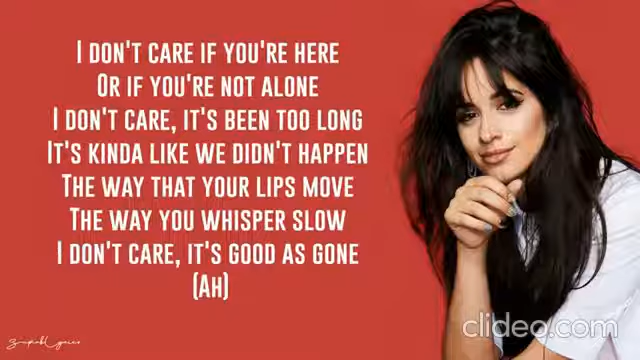 I DON'T CARE IF YOU'RE HERE
OR IF YOU'RE NOT ALONE
I DON'T CARE, IT'S BEEN TOO LONG
IT'S KINDA LIKE WE DIDN'T HAPPEN
THE WAY THAT YOUR LIPS MOVE
THE WAY YOU WHISPER SLOW
I DON'T CARE, IT'S GOOD AS GONE
(AH)
clideo.com